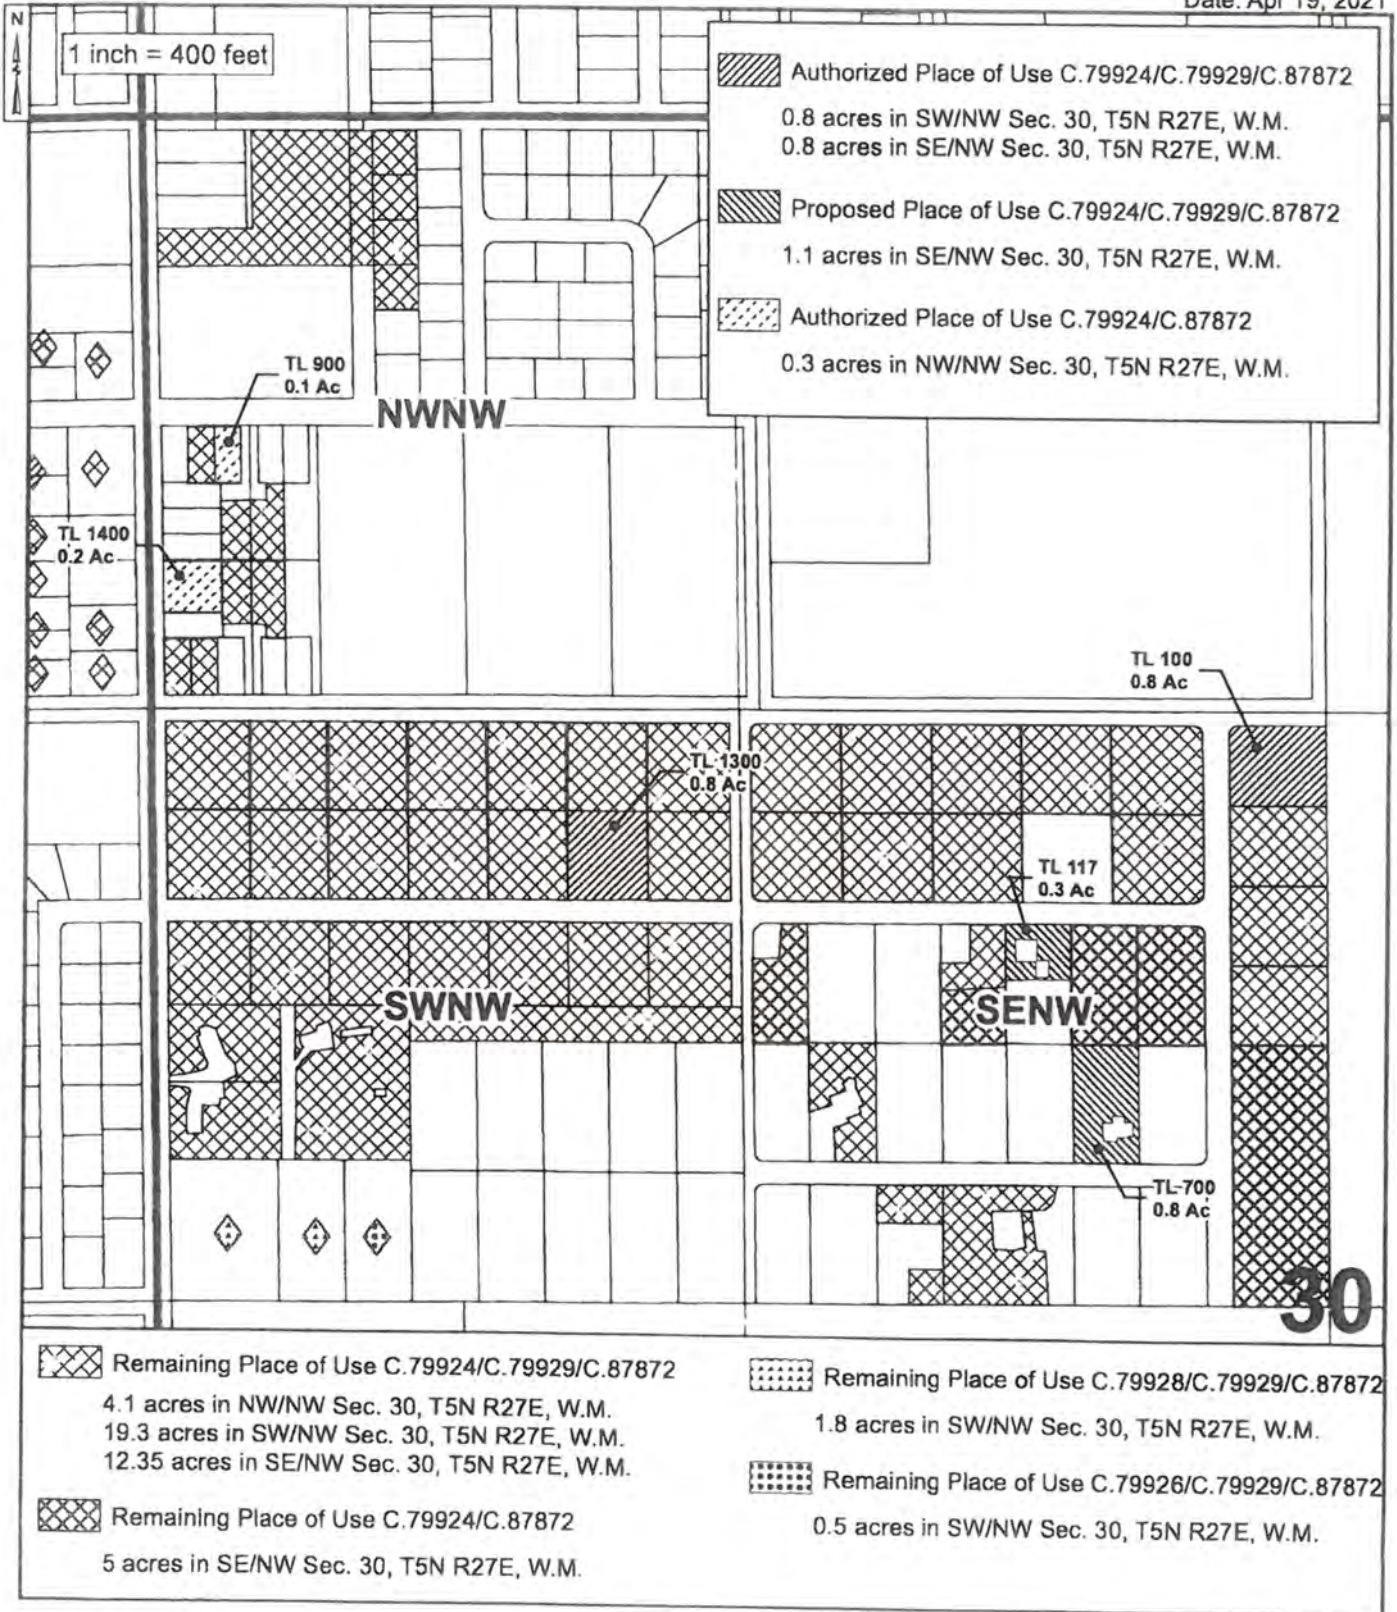 Date: Apr 19, 2021
N
1 inch = 400 feet
Authorized Place of Use C.79924/C.79929/C.87872
0.8 acres in SW/NW Sec. 30, T5N R27E, W.M.
0.8 acres in SE/NW Sec. 30, T5N R27E, W.M.
Proposed Place of Use C.79924/C.79929/C.87872
1.1 acres in SE/NW Sec. 30, T5N R27E, W.M.
Authorized Place of Use C.79924/C.87872
0.3 acres in NW/NW Sec. 30, T5N R27E, W.M.
TL 900
0.1 Ac
NWNW
TL 1400
0.2 Ac
TL 100
0.8 Ac
TL 1300
0.8 Ac
TL 117
0.3 Ac
SWNW
SENW
TL 700
0.8 Ac
30
Remaining Place of Use C.79924/C.79929/C.87872
4.1 acres in NW/NW Sec. 30, T5N R27E, W.M.
19.3 acres in SW/NW Sec. 30, T5N R27E, W.M.
12.35 acres in SE/NW Sec. 30, T5N R27E, W.M.
Remaining Place of Use C.79924/C.87872
5 acres in SE/NW Sec. 30, T5N R27E, W.M.
Remaining Place of Use C.79928/C.79929/C.87872
1.8 acres in SW/NW Sec. 30, T5N R27E, W.M.
Remaining Place of Use C.79926/C.79929/C.87872
0.5 acres in SW/NW Sec. 30, T5N R27E, W.M.